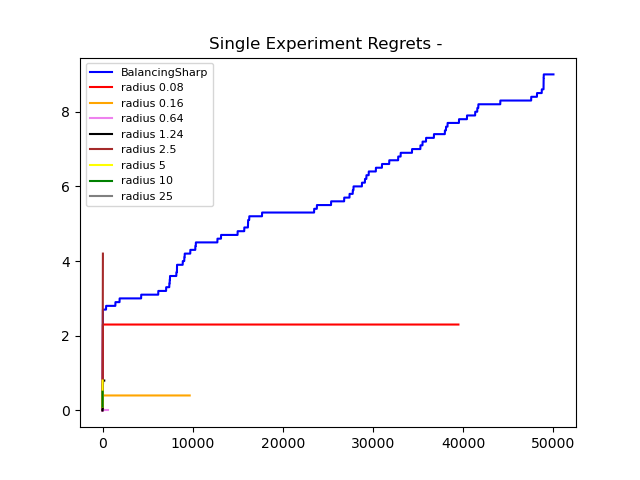 Single Experiment Regrets -
BalancingSharp
radius 0.08
radius 0.16
radius 0.64
radius 1.24
radius 2.5
radius 5
radius 10
radius 25
8
6
4
2
0
0 10000 20000 30000 40000 50000